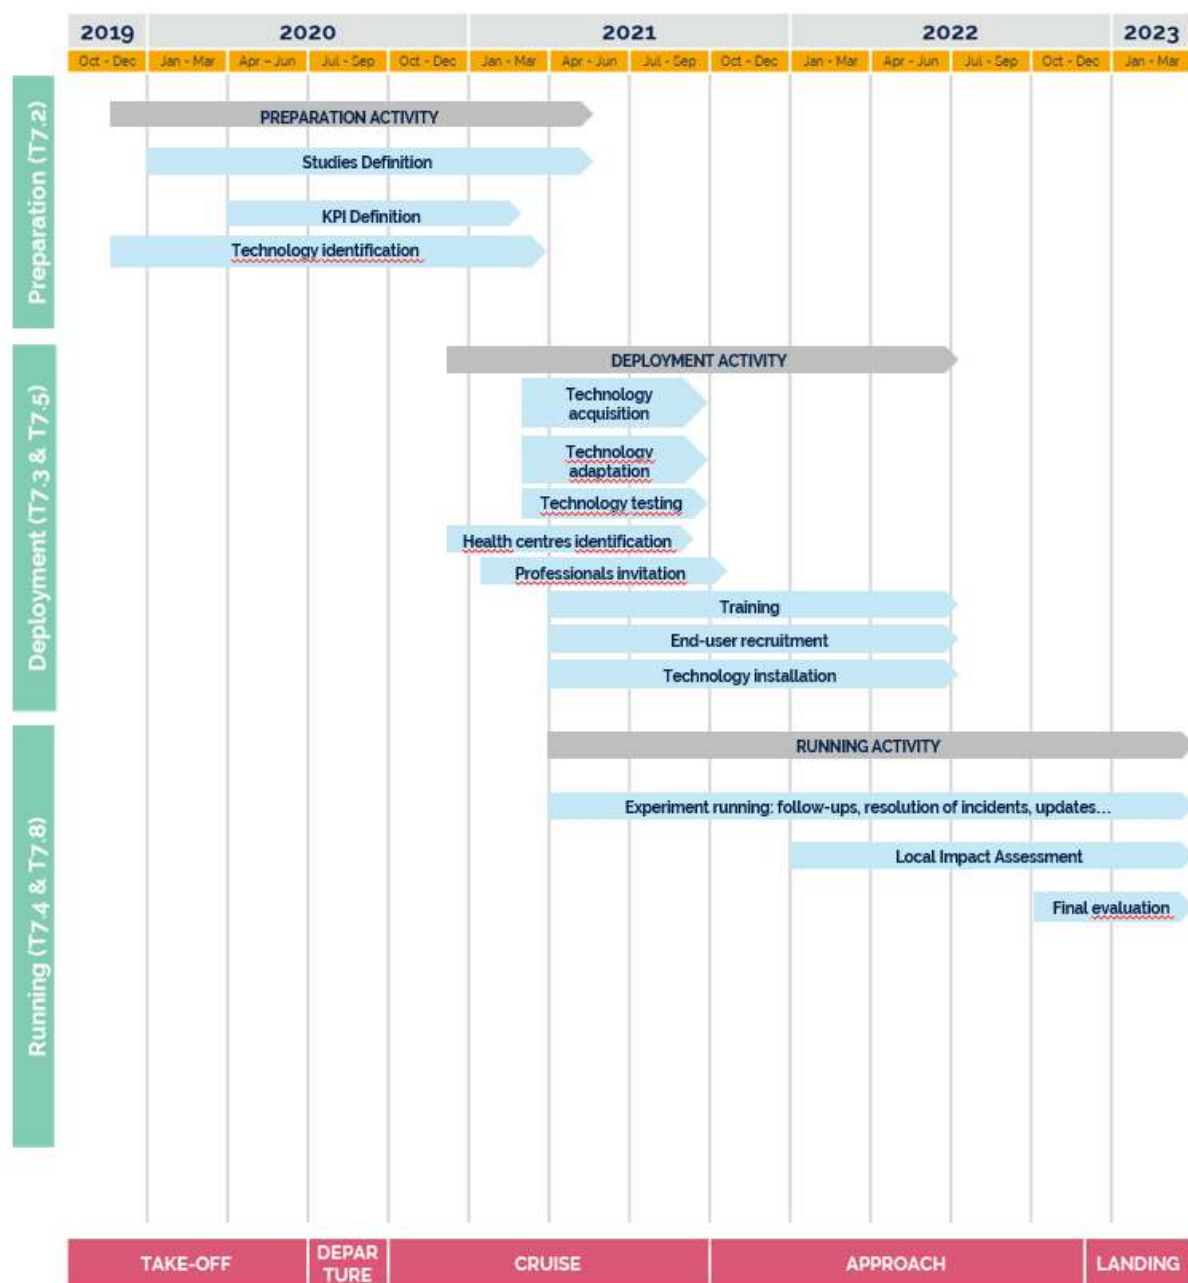 2019 2020 2021 2022 2023
Oct - Dec Jan - Mar Apr - Jun Jul - Sep Oct - Dec Jan - Mar Apr - Jun Jul - Sep Oct - Dec Jan - Mar Apr - Jun Jul - Sep Oct - Dec Jan - Mar
Preparation (T7.2)
PREPARATION ACTIVITY
Studies Definition
KPI Definition
Technology identification
Deployment (T7.3 & T7.5)
DEPLOYMENT ACTIVITY
Technology
acquisition
Technology
adaptation
Technology testing
Health centres identification
Professionals invitation
Training
End-user recruitment
Technology installation
Running (T7.4 & T7.8)
RUNNING ACTIVITY
Experiment running: follow-ups, resolution of incidents, updates...
Local Impact Assessment
Final evaluation
TAKE-OFF
DEPAR
TURE
CRUISE
APPROACH
LANDING